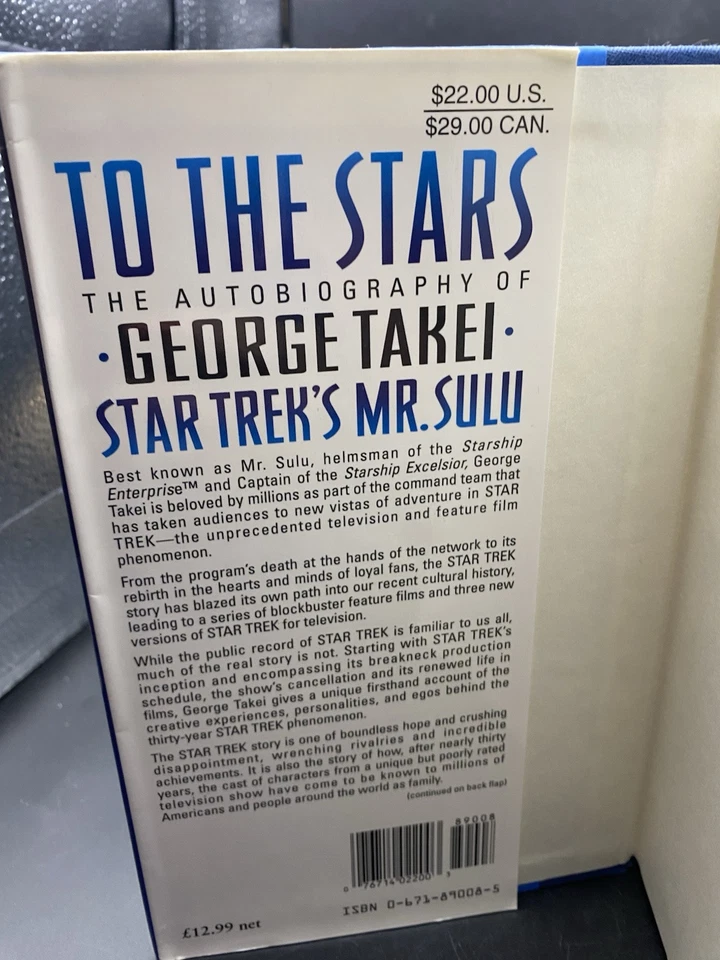 $22.00 U.S.
$29.00 CAN.
TO THE STARS
THE AUTOBIOGRAPHY OF
·GEORGE TAKEI·
STAR TREK'S MR. SULU
Best known as Mr. Sulu, helmsman of the Starship
Enterprise™ and Captain of the Starship Excelsior, George
Takei is beloved by millions as part of the command team that
has taken audiences to new vistas of adventure in STAR
TREK—the unprecedented television and feature film
phenomenon.
From the program's death at the hands of the network to its
rebirth in the hearts and minds of loyal fans, the STAR TREK
story has blazed its own path into our recent cultural history,
leading to a series of blockbuster feature films and three new
versions of STAR TREK for television.
While the public record of STAR TREK is familiar to us all,
much of the real story is not. Starting with STAR TREK's
inception and encompassing its breakneck production
schedule, the show's cancellation and its renewed life in
films, George Takei gives a unique firsthand account of the
creative experiences, personalities, and egos behind the
thirty-year STAR TREK phenomenon.
The STAR TREK story is one of boundless hope and crushing
disappointment, wrenching rivalries and incredible
achievements. It is also the story of how, after nearly thirty
years, the cast of characters from a unique but poorly rated
television show have come to be known to millions of
Americans and people around the world as family.
(continued on back flap)
89008
0 76714 02200 3
ISBN 0-671-89008-5
£12.99 net